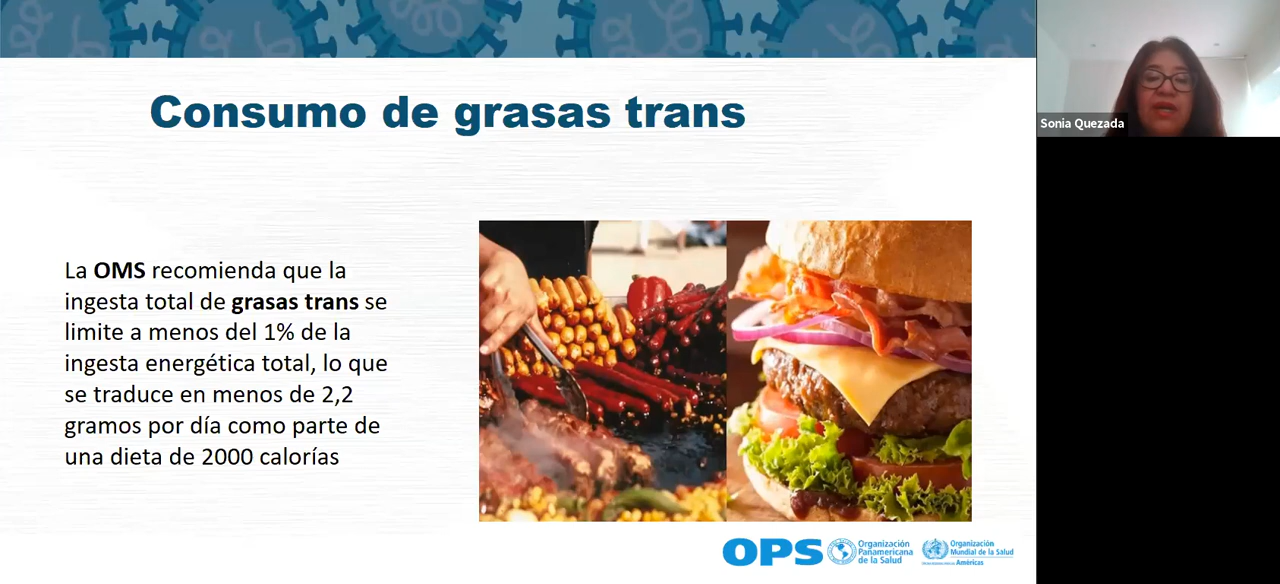 Consumo de grasas trans
La OMS recomienda que la
ingesta total de grasas trans se
limite a menos del 1% de la
ingesta energética total, lo que
se traduce en menos de 2,2
gramos por día como parte de
una dieta de 2000 calorías
OPS
Organización
Panamericana
de la Salud
Organización
Mundial de la Salud
Américas
Sonia Quezada